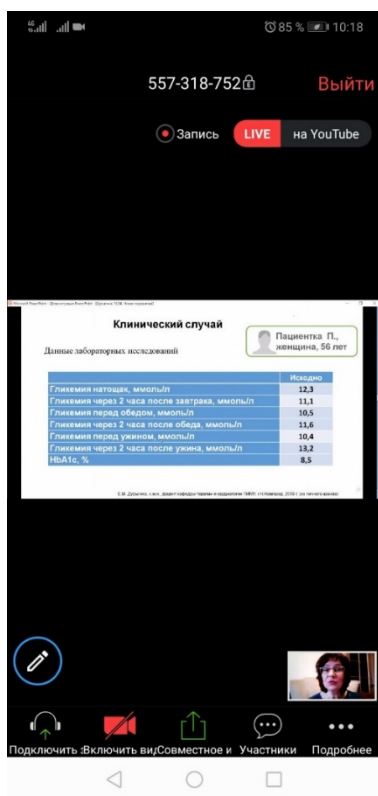 4G
85 % 10:18
557-318-752
Выйти
Запись
LIVE на YouTube
Клинический случай
Пациентка П.,
женщина, 56 лет
Данные лабораторных исследований
Исходно
Гликемия натощак, ммоль/л 12,3
Гликемия через 2 часа после завтрака, ммоль/л 11,1
Гликемия перед обедом, ммоль/л 10,5
Гликемия через 2 часа после обеда, ммоль/л 11,6
Гликемия перед ужином, ммоль/л 10,4
Гликемия через 2 часа после ужина, ммоль/л 13,2
HbA1c, % 8,5
Подключить з Включить вид Совместное и Участники Подробнее